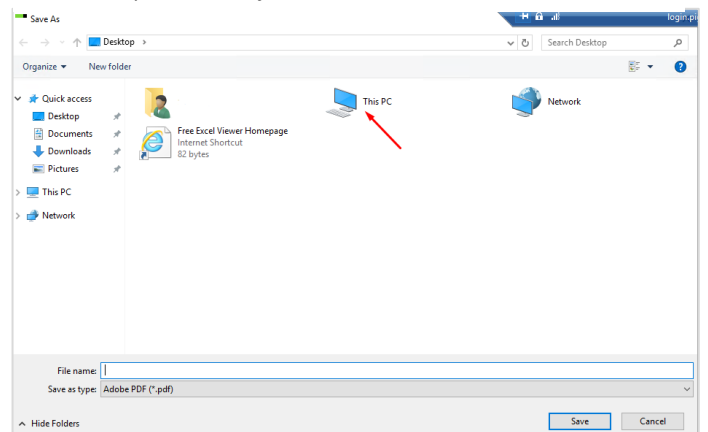 Save As
login.pi
Desktop
Search Desktop
Organize
New folder
Quick access
Desktop
Documents
Downloads
Pictures
This PC
Network
This PC
Network
Free Excel Viewer Homepage
Internet Shortcut
82 bytes
File name:
Save as type: Adobe PDF (*.pdf)
Hide Folders
Save
Cancel